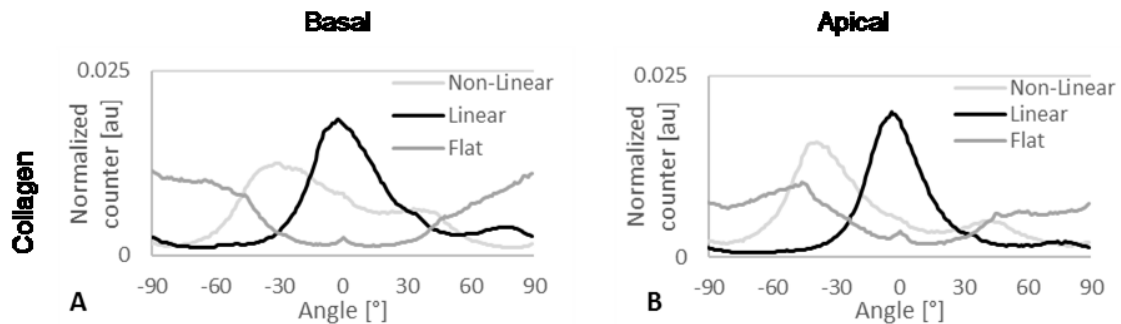 Basal
Apical
Collagen
Normalized
counter [au]
0.025
0
Non-Linear
Linear
Flat
-90 -60 -30 0 30 60 90
Angle [°]
A
Normalized
counter [au]
0.025
0
Non-Linear
Linear
Flat
-90 -60 -30 0 30 60 90
Angle [°]
B